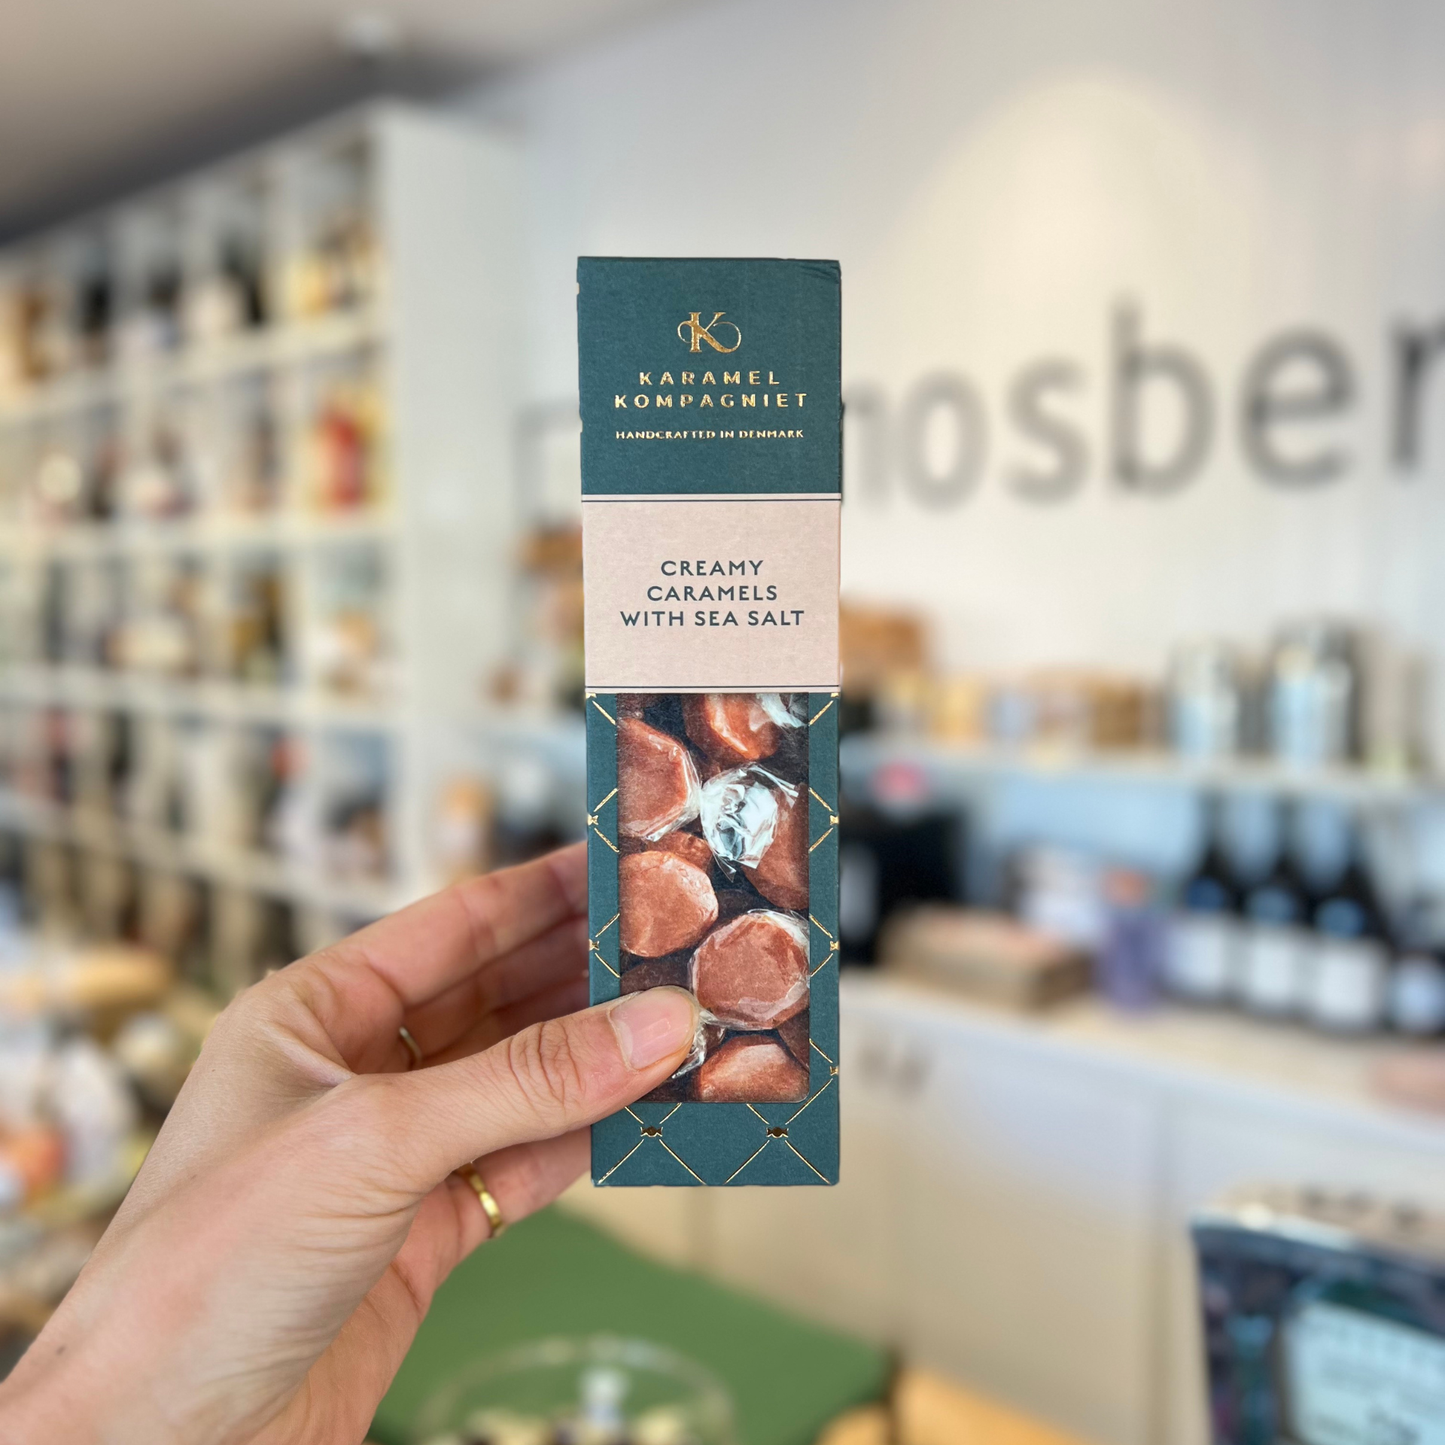 K
KARAMEL
KOMPAGNIET
HANDCRAFTED IN DENMARK
CREAMY
CARAMELS
WITH SEA SALT